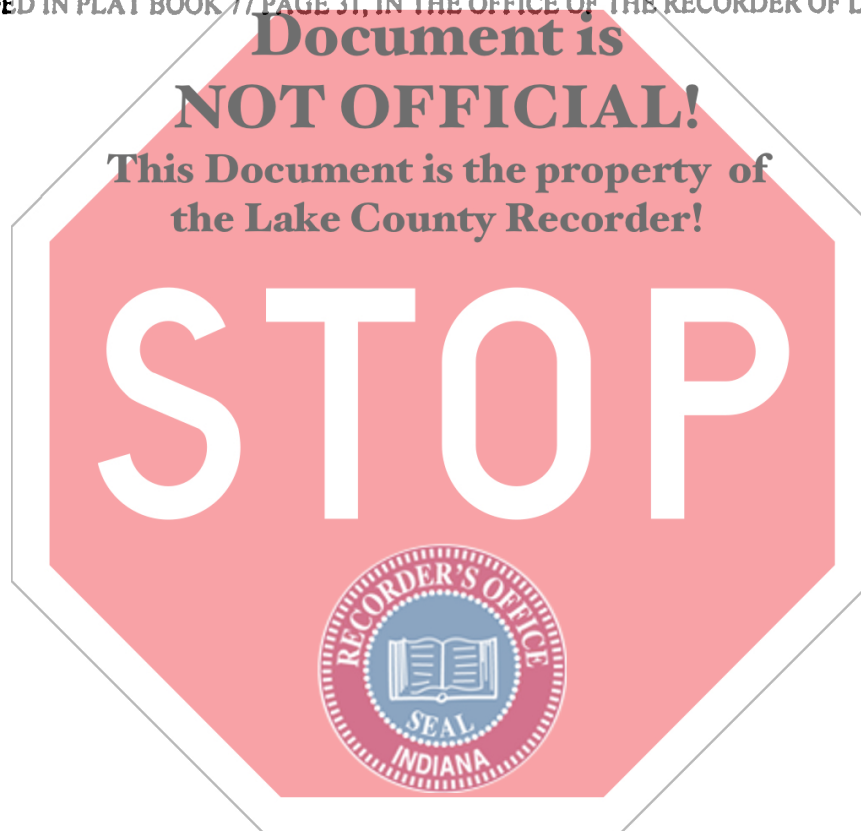 ED IN PLAT BOOK 77 PAGE 31, IN THE OFFICE OF THE RECORDER OF L
Document is
NOT OFFICIAL!
This Document is the property of
the Lake County Recorder!
STOP
RECORDER'S OFFICE
SEAL
INDIANA